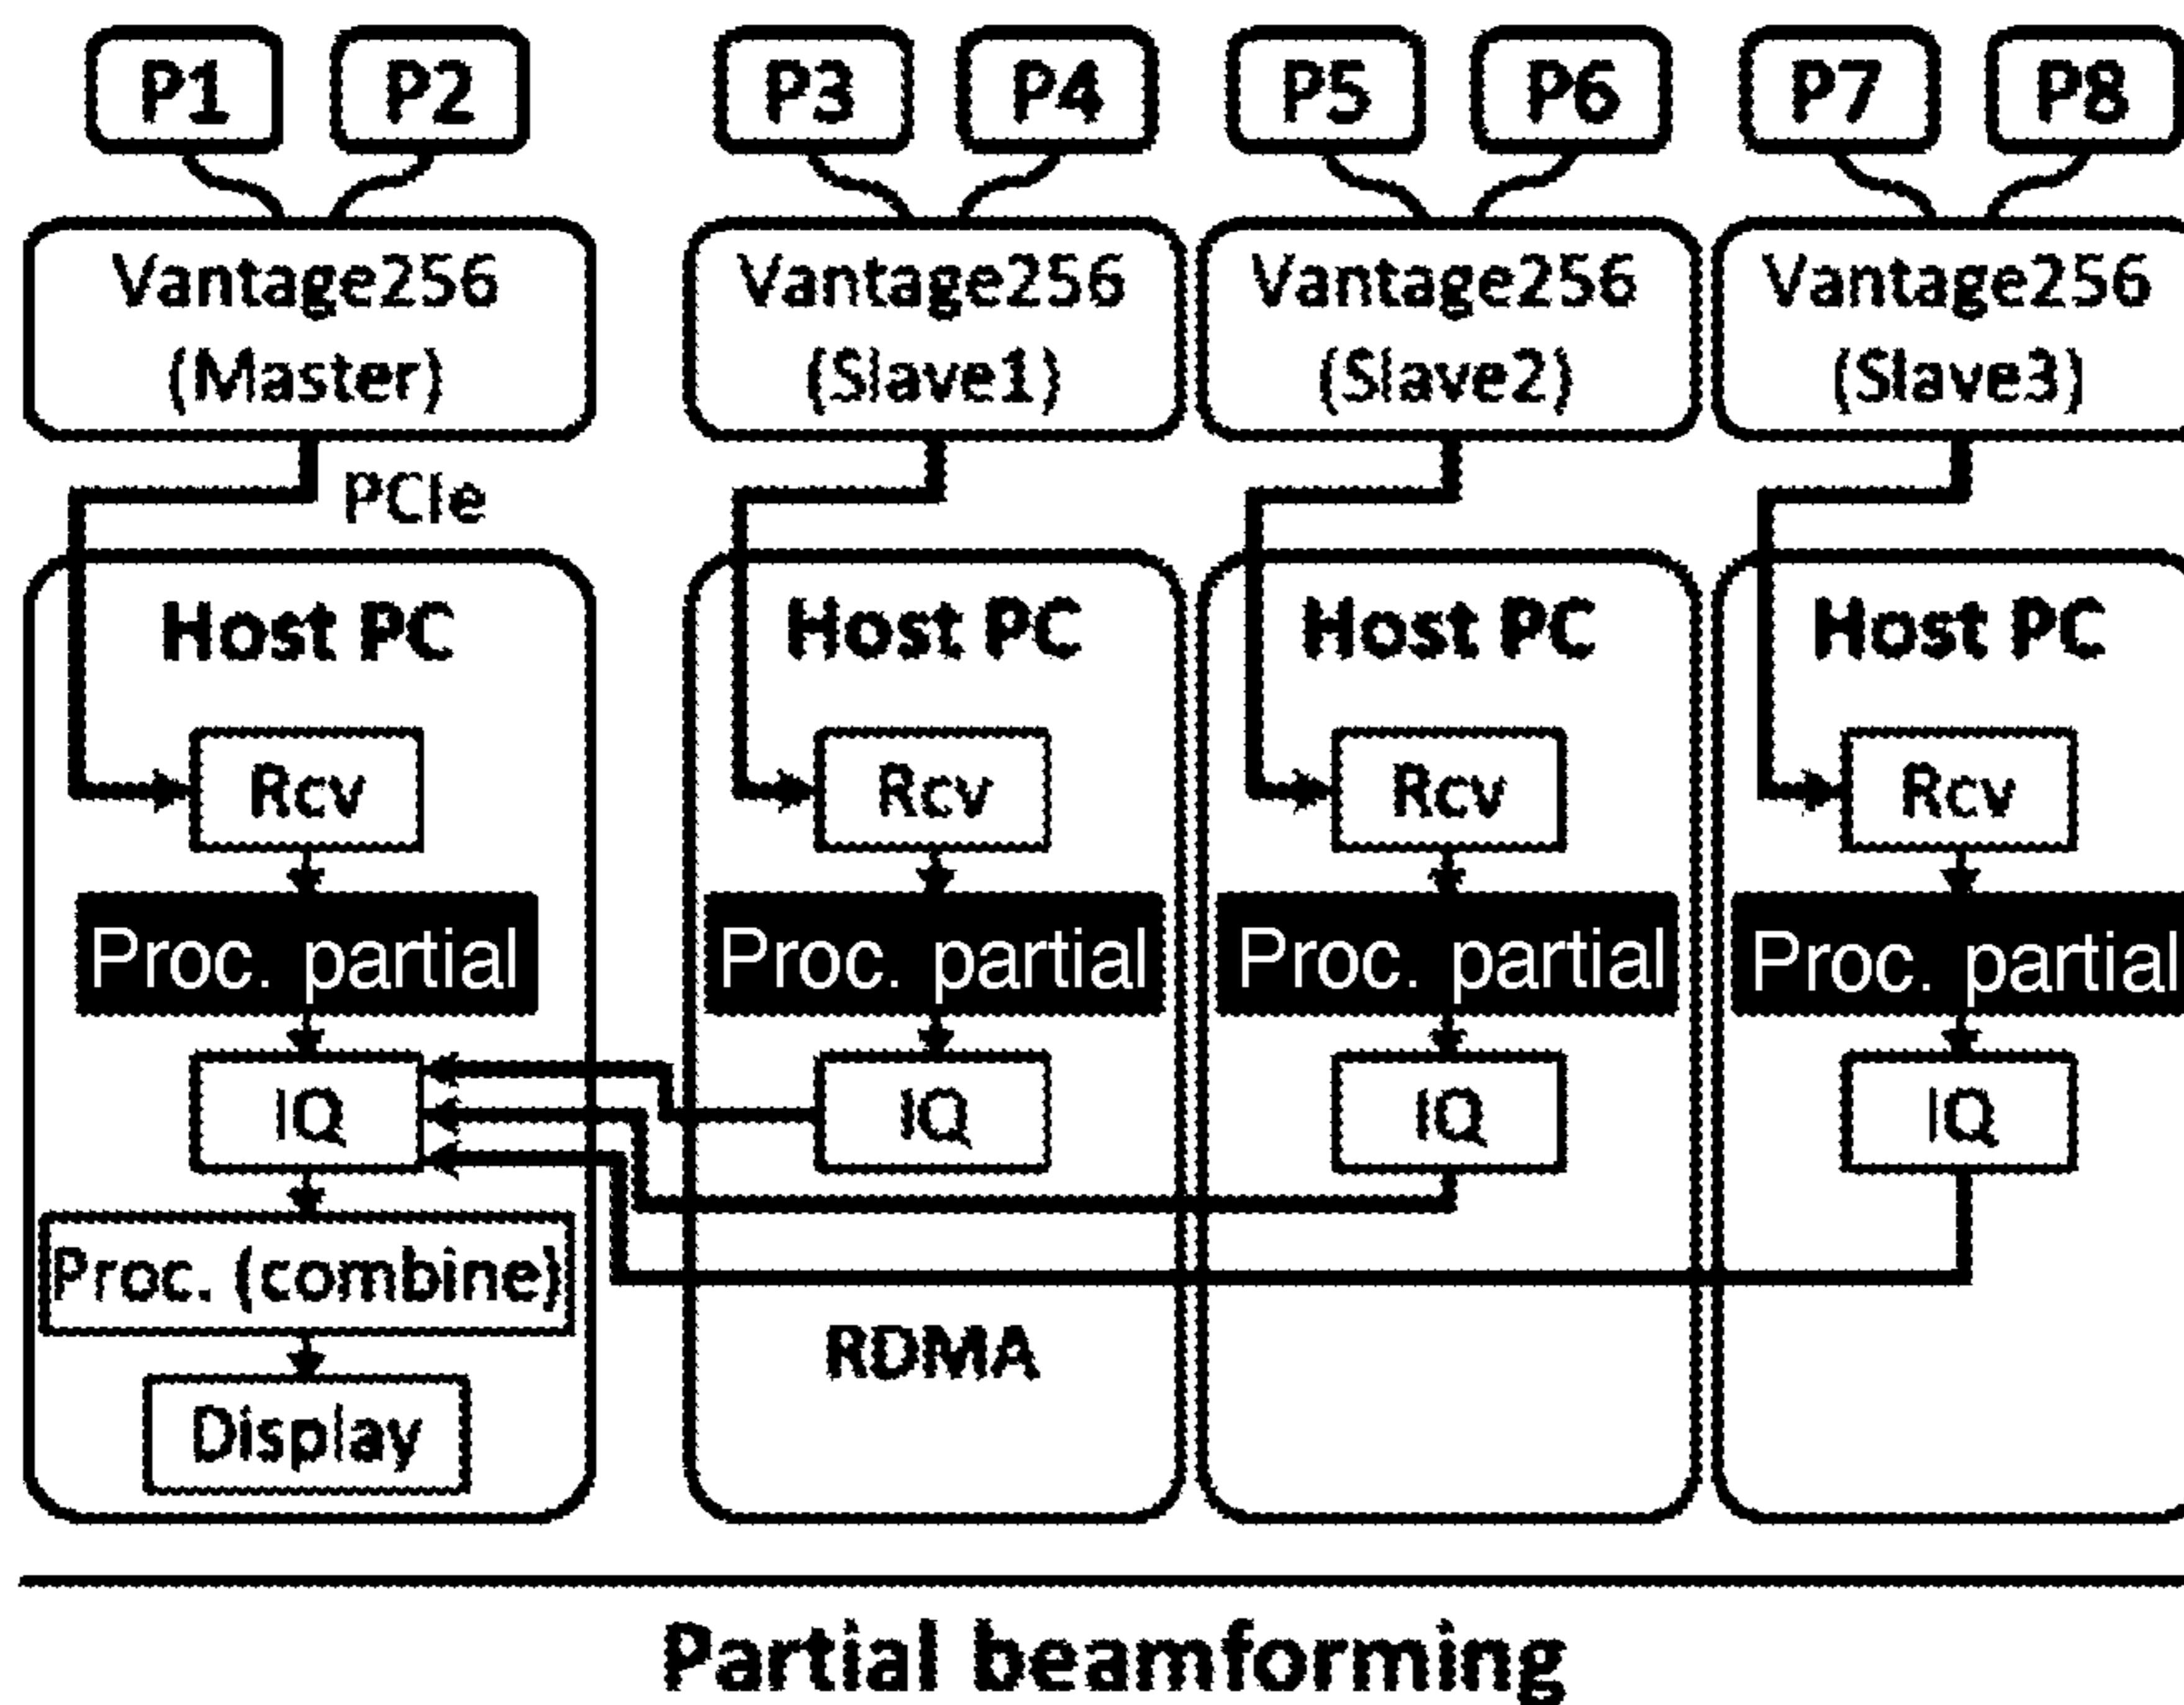 P1 P2 P3 P4 P5 P6 P7 P8
Vantage256 Vantage256 Vantage256 Vantage256
(Master) (Slave1) (Slave2) (Slave3)
PCIe
Host PC Host PC Host PC Host PC
Rcv Rcv Rcv Rcv
Proc. partial Proc. partial Proc. partial Proc. partial
IQ IQ IQ IQ
Proc. (combine)
RDMA
Display
Partial beamforming